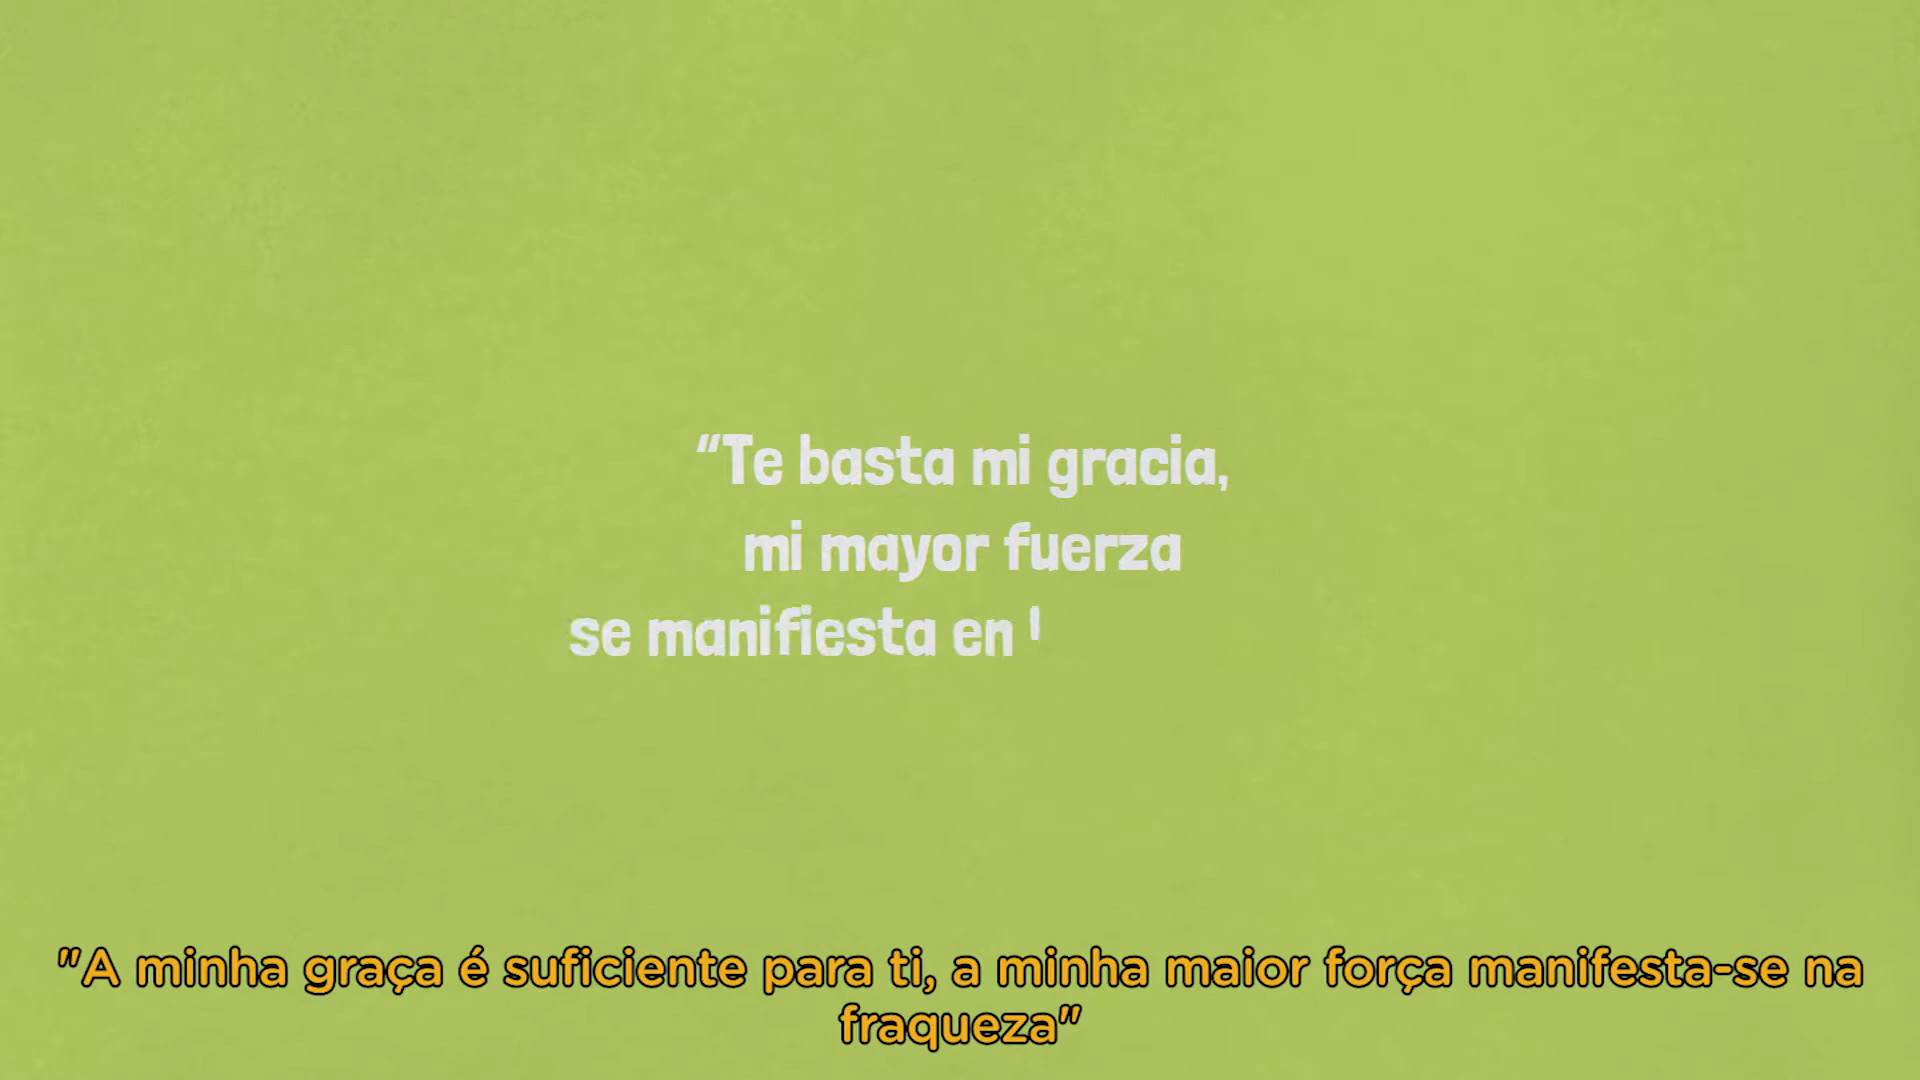 “Te basta mi gracia,
mi mayor fuerza
se manifiesta en
"A minha graça é suficiente para ti, a minha maior força manifesta-se na
fraqueza"